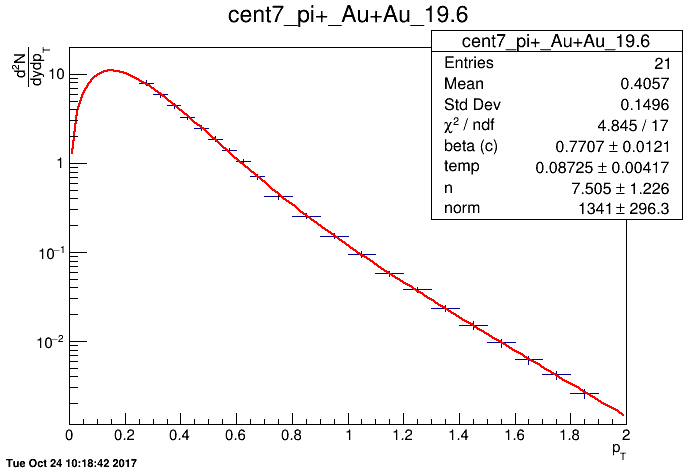 cent7_pi+_Au+Au_19.6
cent7_pi+_Au+Au_19.6
Entries 21
Mean 0.4057
Std Dev 0.1496
χ² / ndf 4.845 / 17
beta (c) 0.7707 ± 0.0121
temp 0.08725 ± 0.00417
n 7.505 ± 1.226
norm 1341 ± 296.3
d²N
dydp_T
10
1
10⁻¹
10⁻²
0 0.2 0.4 0.6 0.8 1 1.2 1.4 1.6 1.8 2
p_T
Tue Oct 24 10:18:42 2017